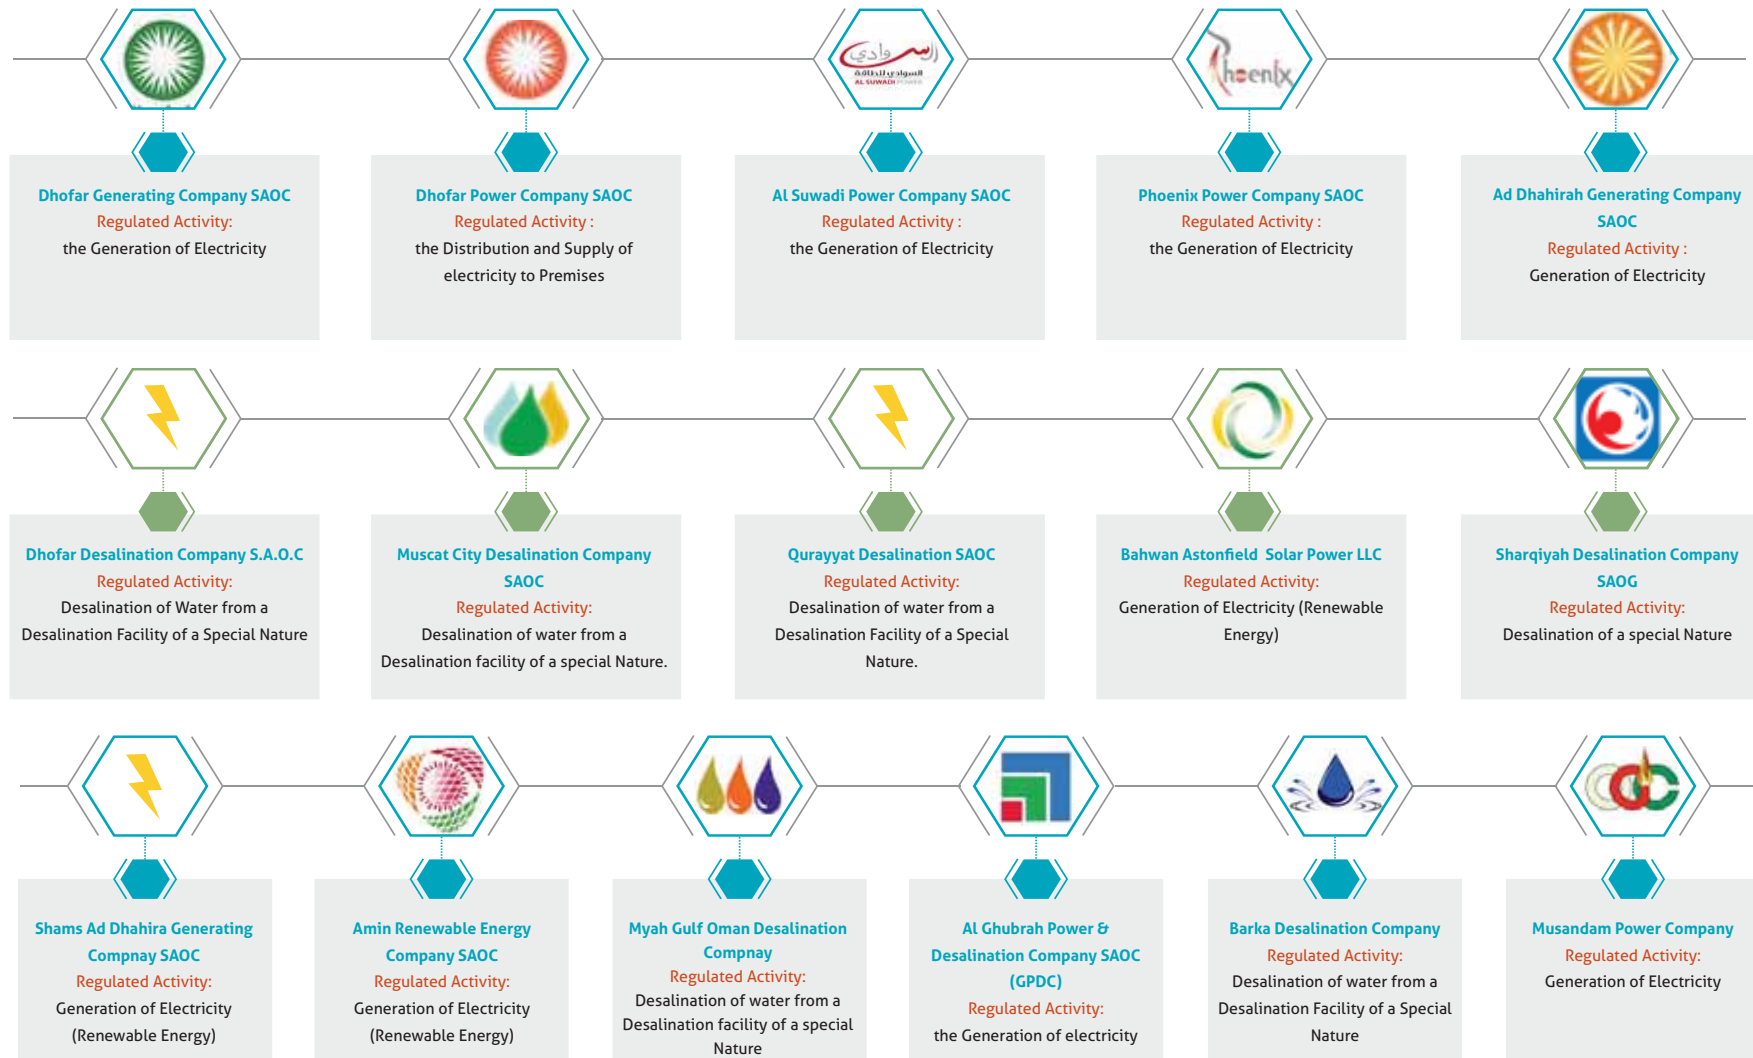 السوادي للطاقة
AL SUWADI POWER
Phoenix
Dhofar Generating Company SAOC
Regulated Activity:
the Generation of Electricity
Dhofar Power Company SAOC
Regulated Activity :
the Distribution and Supply of
electricity to Premises
Al Suwadi Power Company SAOC
Regulated Activity :
the Generation of Electricity
Phoenix Power Company SAOC
Regulated Activity :
the Generation of Electricity
Ad Dhahirah Generating Company
SAOC
Regulated Activity :
Generation of Electricity
Dhofar Desalination Company S.A.O.C
Regulated Activity:
Desalination of Water from a
Desalination Facility of a Special Nature
Muscat City Desalination Company
SAOC
Regulated Activity:
Desalination of water from a
Desalination facility of a special Nature.
Qurayyat Desalination SAOC
Regulated Activity:
Desalination of water from a
Desalination Facility of a Special
Nature.
Bahwan Astonfield Solar Power LLC
Regulated Activity:
Generation of Electricity (Renewable
Energy)
Sharqiyah Desalination Company
SAOG
Regulated Activity:
Desalination of a special Nature
Shams Ad Dhahira Generating
Compnay SAOC
Regulated Activity:
Generation of Electricity
(Renewable Energy)
Amin Renewable Energy
Company SAOC
Regulated Activity:
Generation of Electricity
(Renewable Energy)
Myah Gulf Oman Desalination
Compnay
Regulated Activity:
Desalination of water from a
Desalination facility of a special
Nature
Al Ghubrah Power &
Desalination Company SAOC
(GPDC)
Regulated Activity:
the Generation of electricity
Barka Desalination Company
Regulated Activity:
Desalination of water from a
Desalination Facility of a Special
Nature
Musandam Power Company
Regulated Activity:
Generation of Electricity